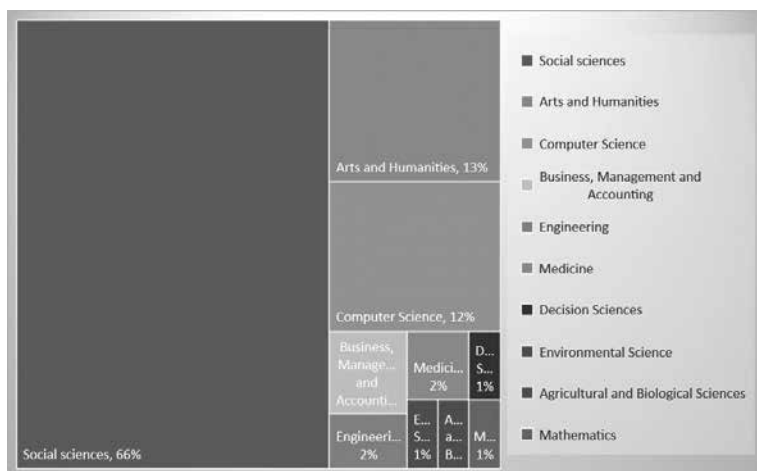 Social sciences, 66%
Arts and Humanities, 13%
Computer Science, 12%
Business,
Manage...
and
Accounti...
Engineeri...
2%
Medici...
2%
D...
S...
1%
E...
S...
1%
A...
a...
B...
M...
1%
Social sciences
Arts and Humanities
Computer Science
Business, Management and
Accounting
Engineering
Medicine
Decision Sciences
Environmental Science
Agricultural and Biological Sciences
Mathematics